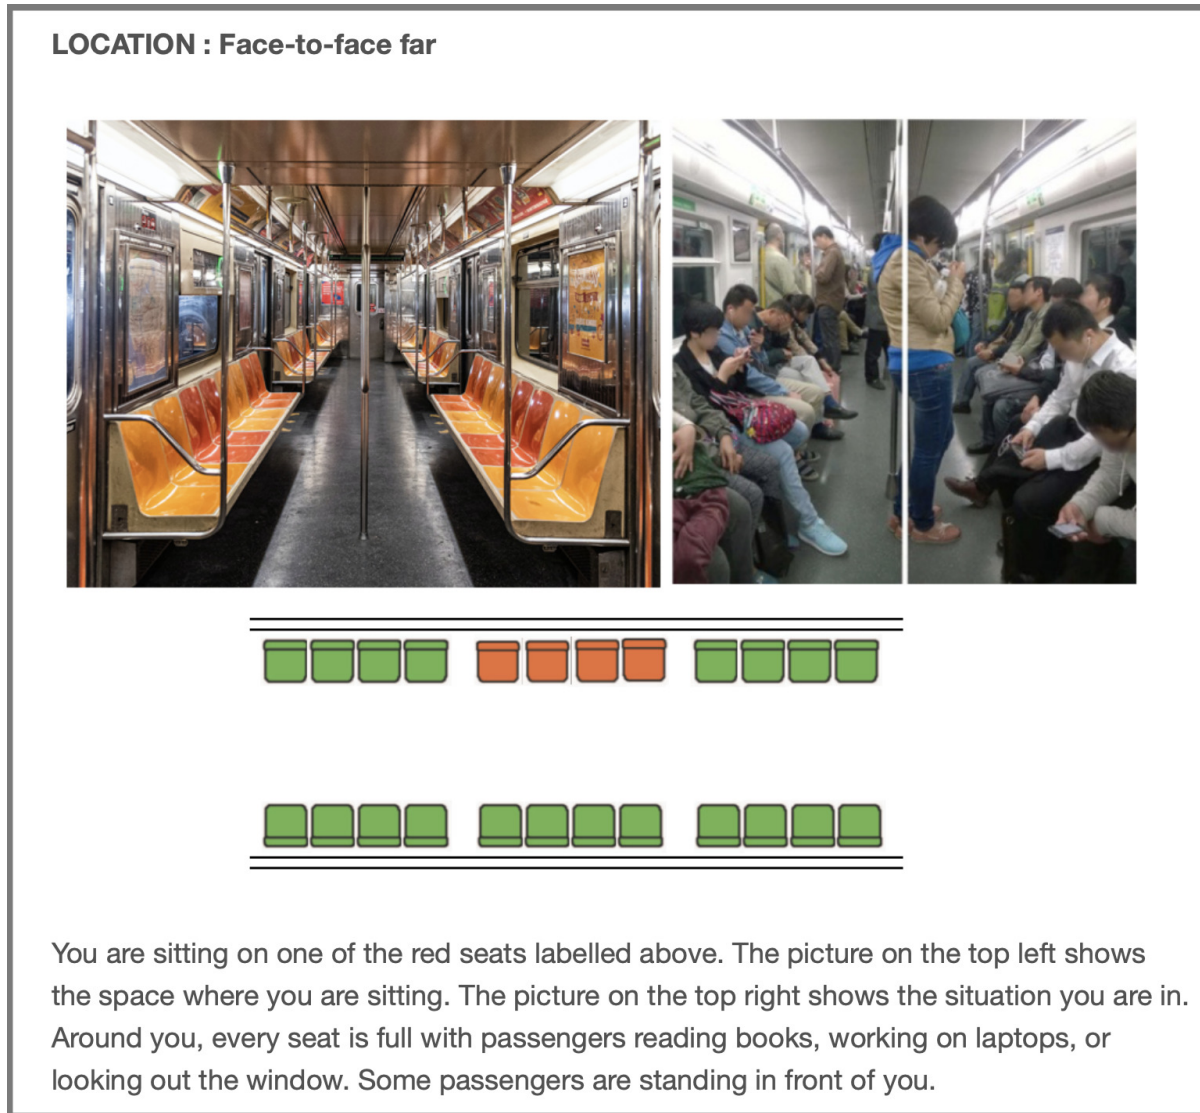 LOCATION : Face-to-face far
You are sitting on one of the red seats labelled above. The picture on the top left shows
the space where you are sitting. The picture on the top right shows the situation you are in.
Around you, every seat is full with passengers reading books, working on laptops, or
looking out the window. Some passengers are standing in front of you.